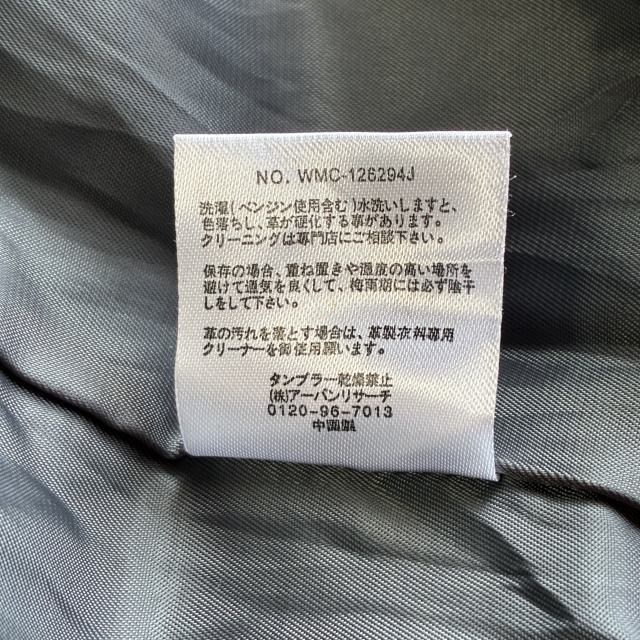 NO. WMC-126294J
洗濯(ベンジン使用含む)水洗いしますと、
色落ちし、革が硬化する事があります。
クリーニングは専門店にご相談下さい。
保存の場合、重ね置きや湿度の高い場所を
避けて通気を良くして、梅雨期には必ず陰干
しをして下さい。
革の汚れを落とす場合は、革製衣料専用
クリーナーを御使用願います。
タンブラー乾燥禁止
(株)アーバンリサーチ
0120-96-7013
中国製